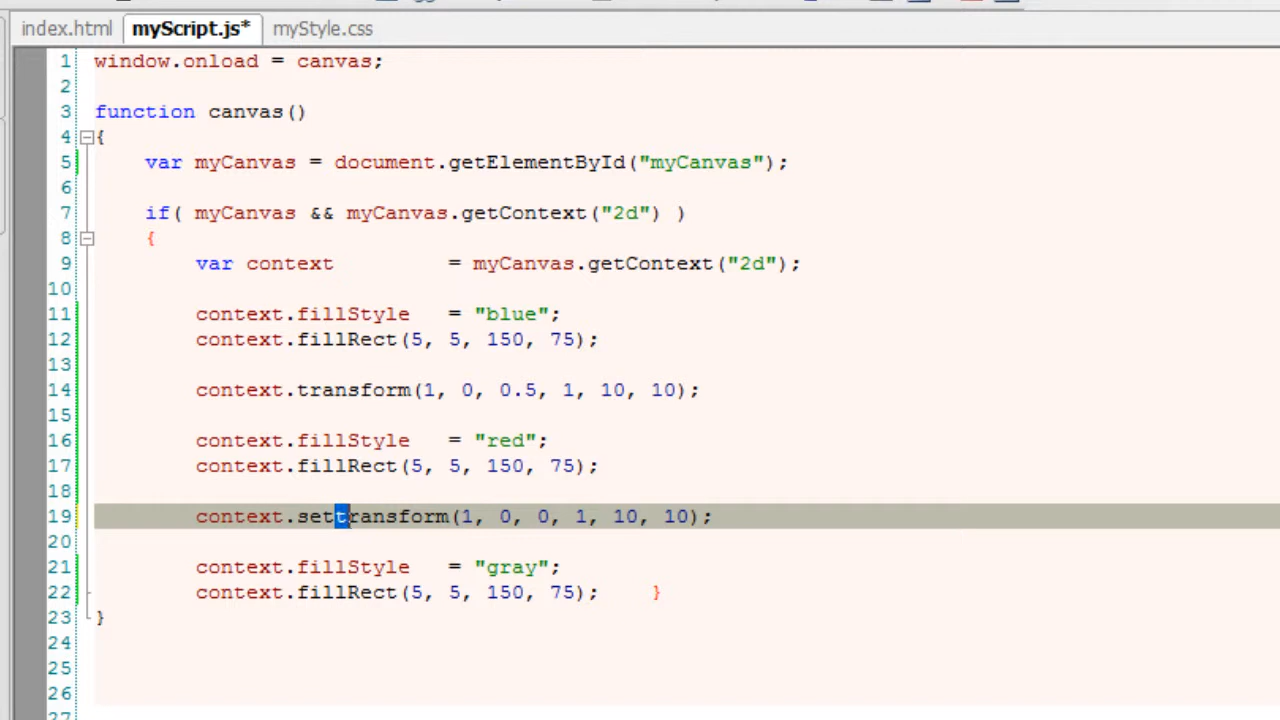 index.html myScript.js* myStyle.css
1 window.onload = canvas;
2
3 function canvas()
4 {
5 var myCanvas = document.getElementById("myCanvas");
6
7 if( myCanvas && myCanvas.getContext("2d") )
8 {
9 var context = myCanvas.getContext("2d");
10
11 context.fillStyle = "blue";
12 context.fillRect(5, 5, 150, 75);
13
14 context.transform(1, 0, 0.5, 1, 10, 10);
15
16 context.fillStyle = "red";
17 context.fillRect(5, 5, 150, 75);
18
19 context.settransform(1, 0, 0, 1, 10, 10);
20
21 context.fillStyle = "gray";
22 context.fillRect(5, 5, 150, 75); }
23 }
24
25
26
27